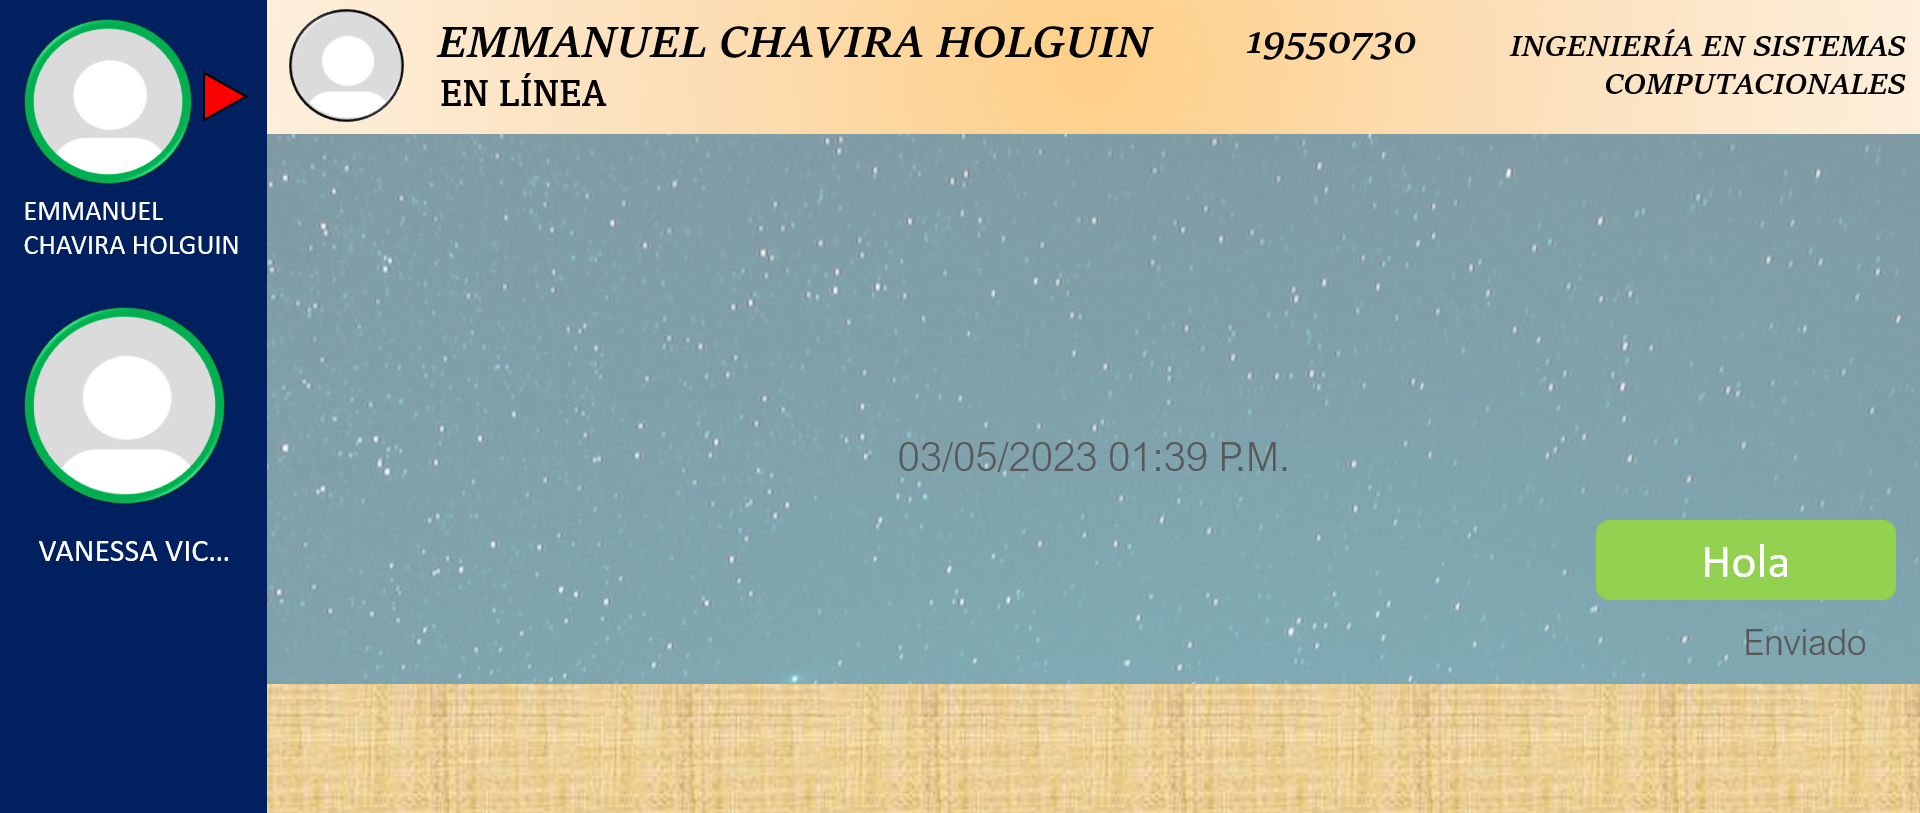 EMMANUEL
CHAVIRA HOLGUIN
VANESSA VIC...
EMMANUEL CHAVIRA HOLGUIN
EN LÍNEA
19550730
INGENIERÍA EN SISTEMAS
COMPUTACIONALES
03/05/2023 01:39 P.M.
Hola
Enviado